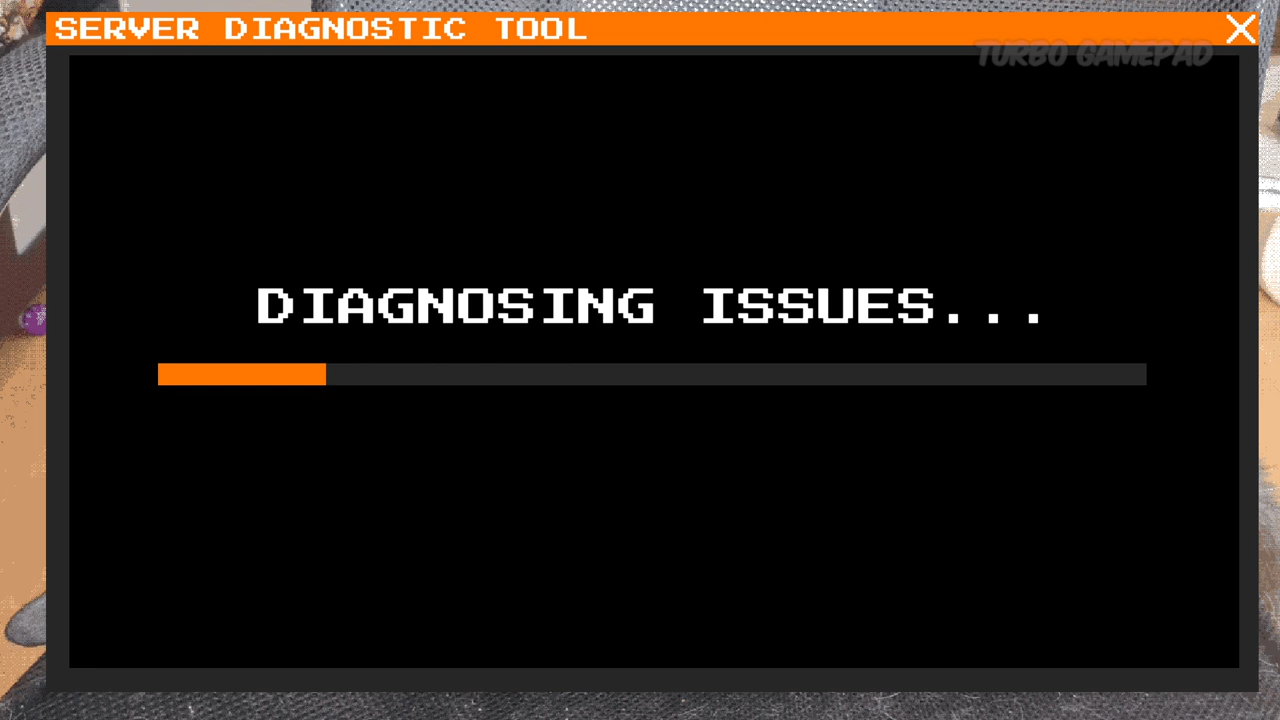 SERVER DIAGNOSTIC TOOL
TURBO GAMEPAD
DIAGNOSING ISSUES...